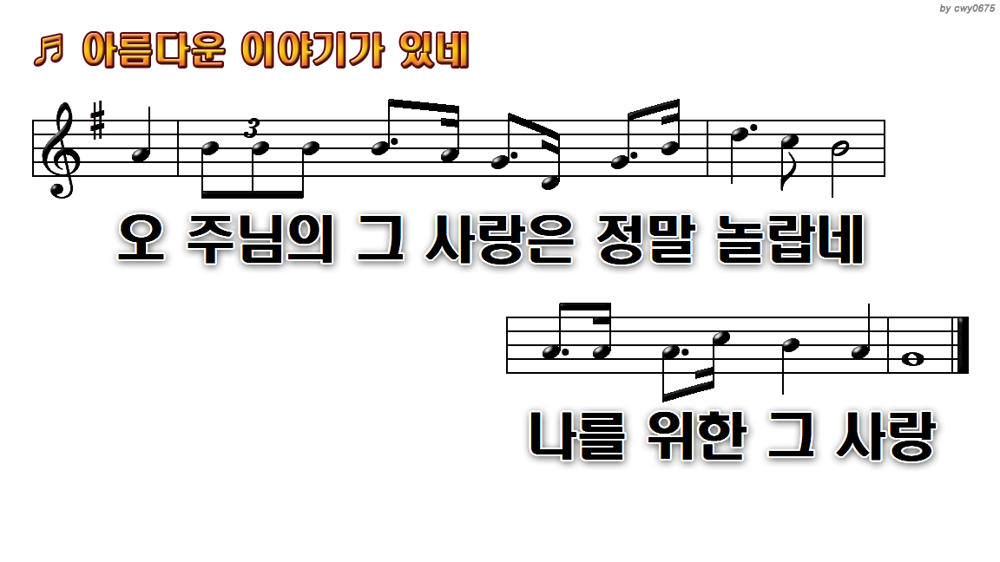 by cwy0675
♬ 아름다운 이야기가 있네
3
오 주님의 그 사랑은 정말 놀랍네
나를 위한 그 사랑